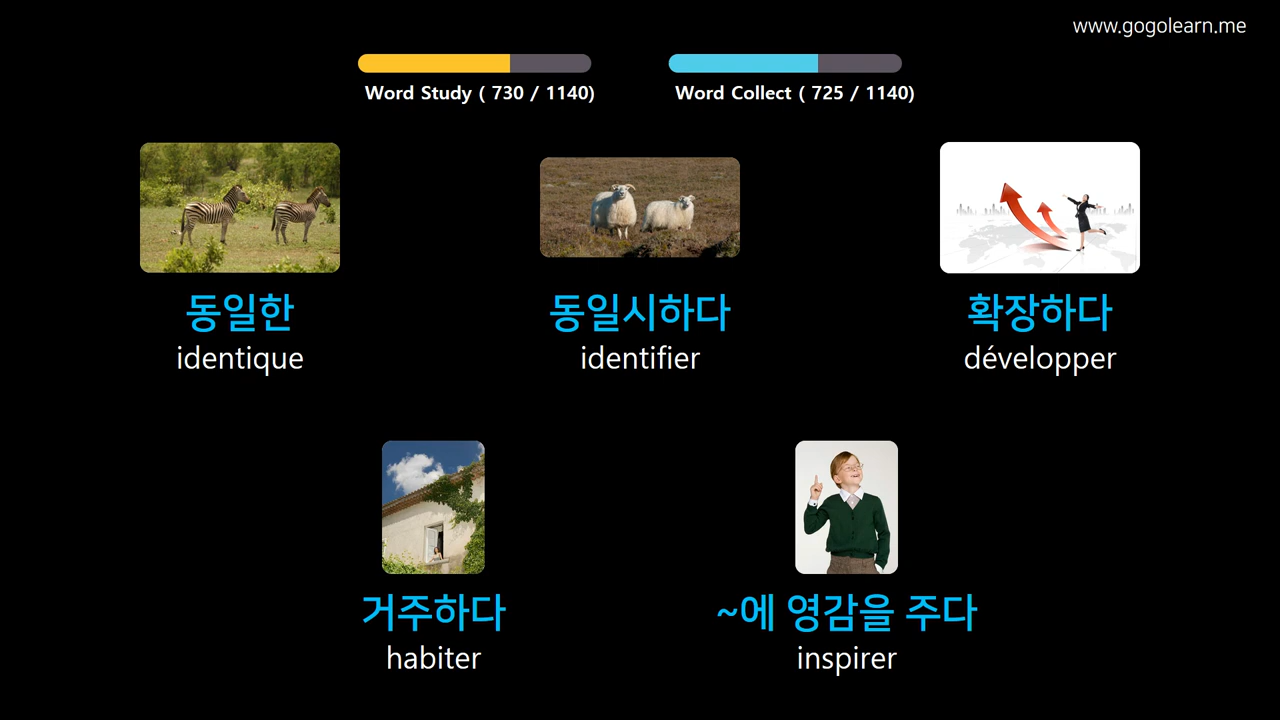 www.gogolearn.me
Word Study ( 730 / 1140)
Word Collect ( 725 / 1140)
동일한
identique
동일시하다
identifier
확장하다
développer
거주하다
habiter
~에 영감을 주다
inspirer